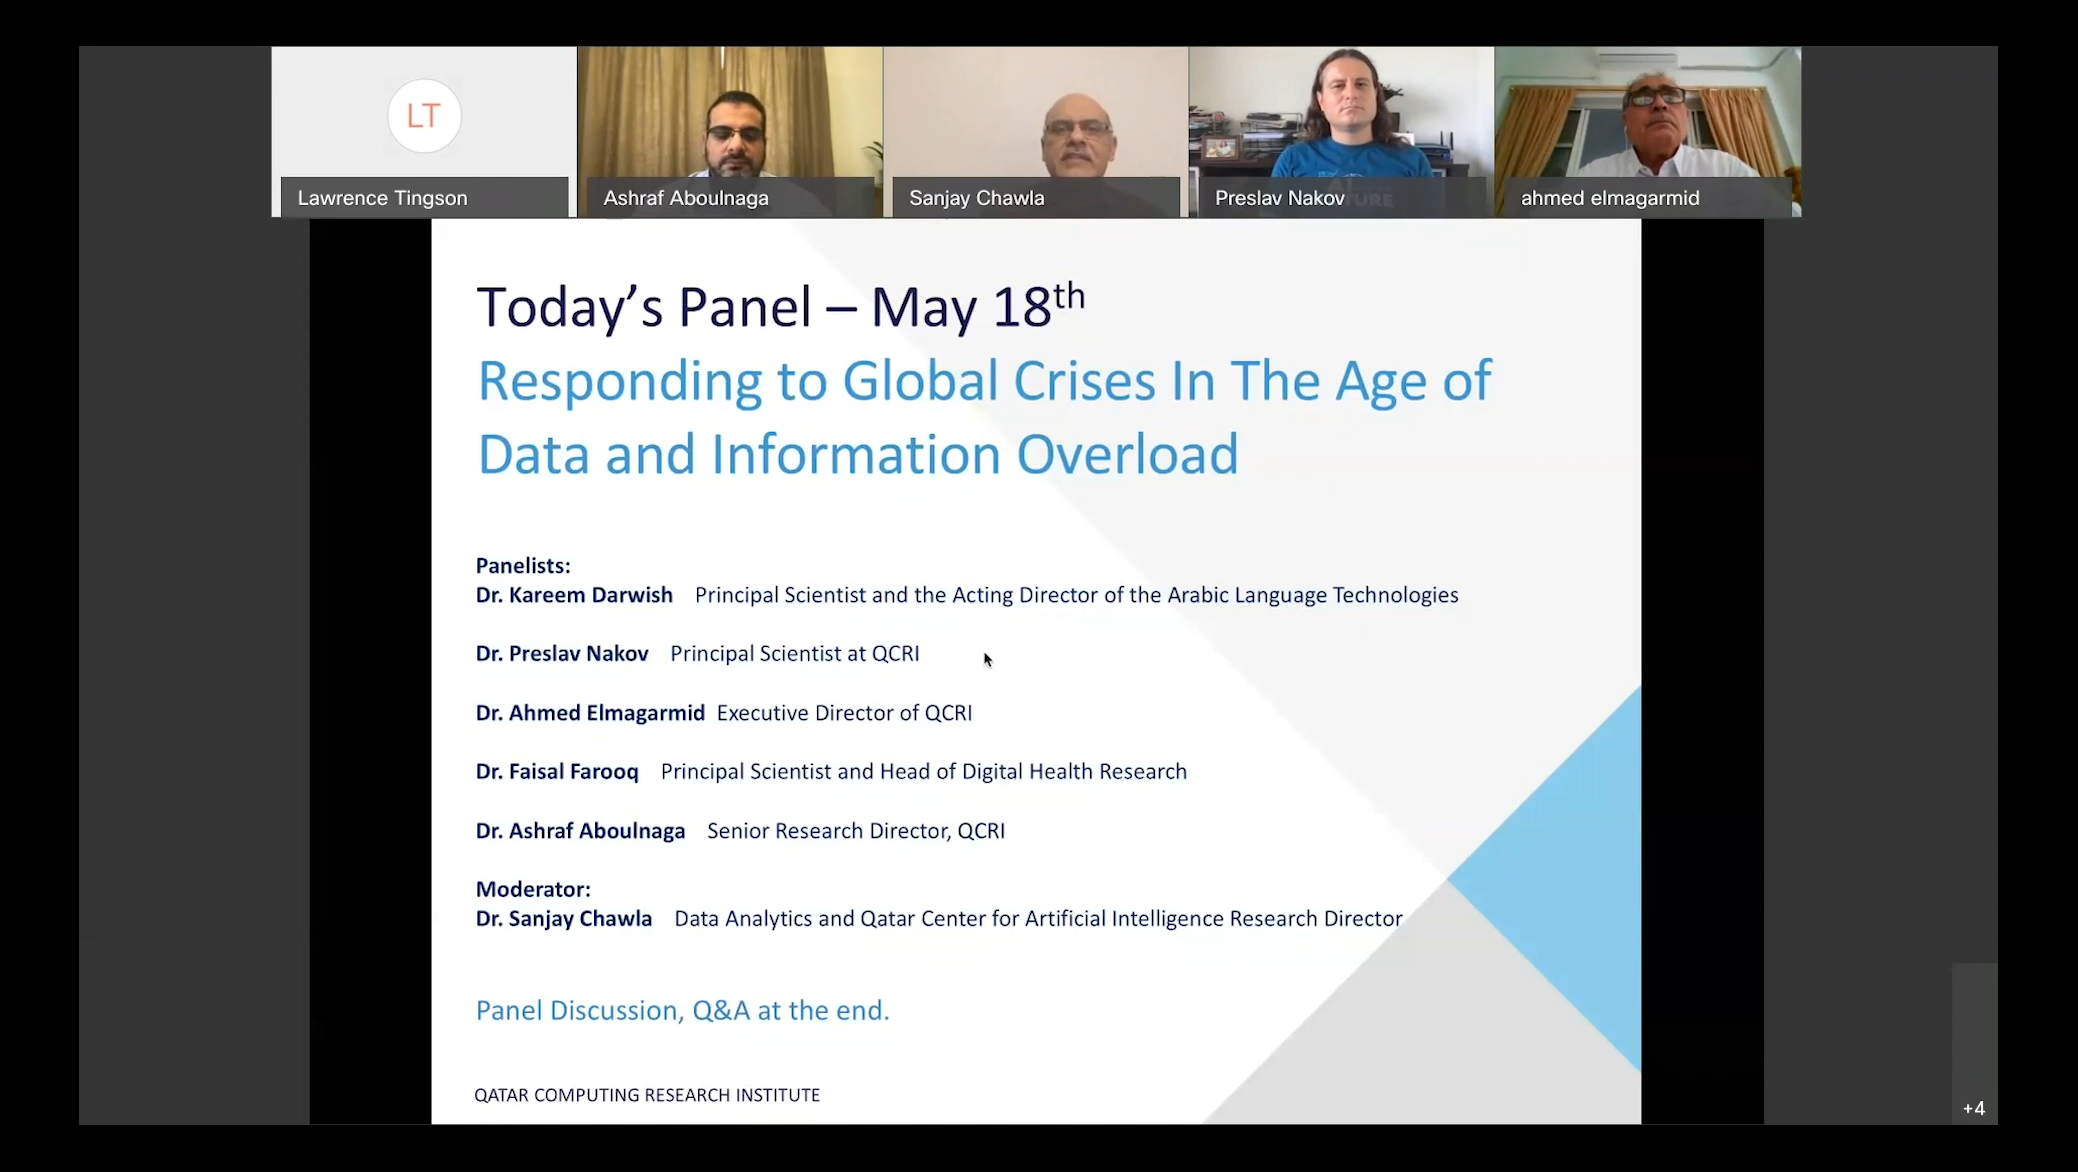 LT
Lawrence Tingson
Ashraf Aboulnaga
Sanjay Chawla
Preslav Nakov
ahmed elmagarmid
Today's Panel – May 18th
Responding to Global Crises In The Age of
Data and Information Overload
Panelists:
Dr. Kareem Darwish Principal Scientist and the Acting Director of the Arabic Language Technologies
Dr. Preslav Nakov Principal Scientist at QCRI
Dr. Ahmed Elmagarmid Executive Director of QCRI
Dr. Faisal Farooq Principal Scientist and Head of Digital Health Research
Dr. Ashraf Aboulnaga Senior Research Director, QCRI
Moderator:
Dr. Sanjay Chawla Data Analytics and Qatar Center for Artificial Intelligence Research Director
Panel Discussion, Q&A at the end.
QATAR COMPUTING RESEARCH INSTITUTE
+4